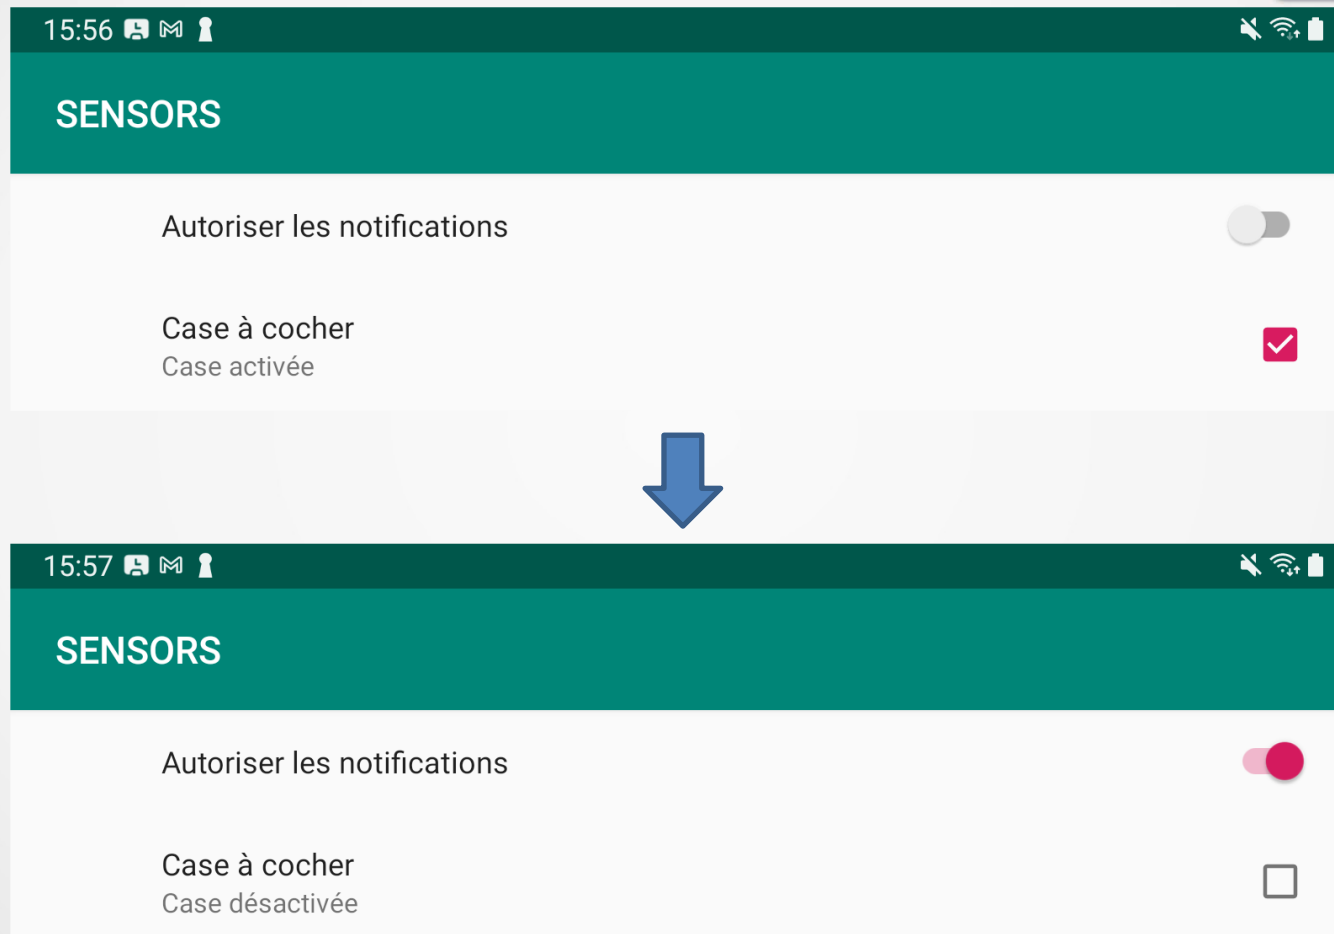 15:56
SENSORS
Autoriser les notifications
Case à cocher
Case activée
15:57
SENSORS
Autoriser les notifications
Case à cocher
Case désactivée